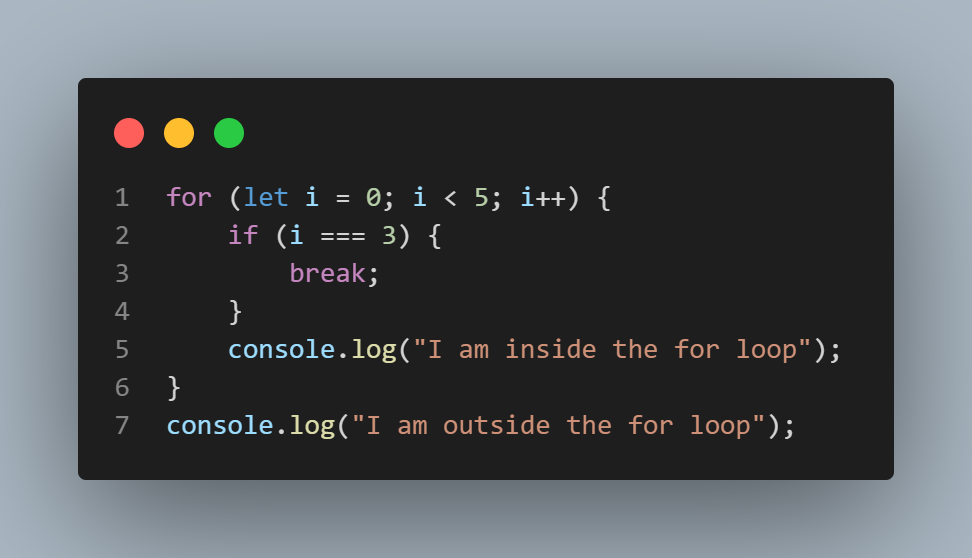 1 for (let i = 0; i < 5; i++) {
2     if (i === 3) {
3         break;
4     }
5     console.log("I am inside the for loop");
6 }
7 console.log("I am outside the for loop");